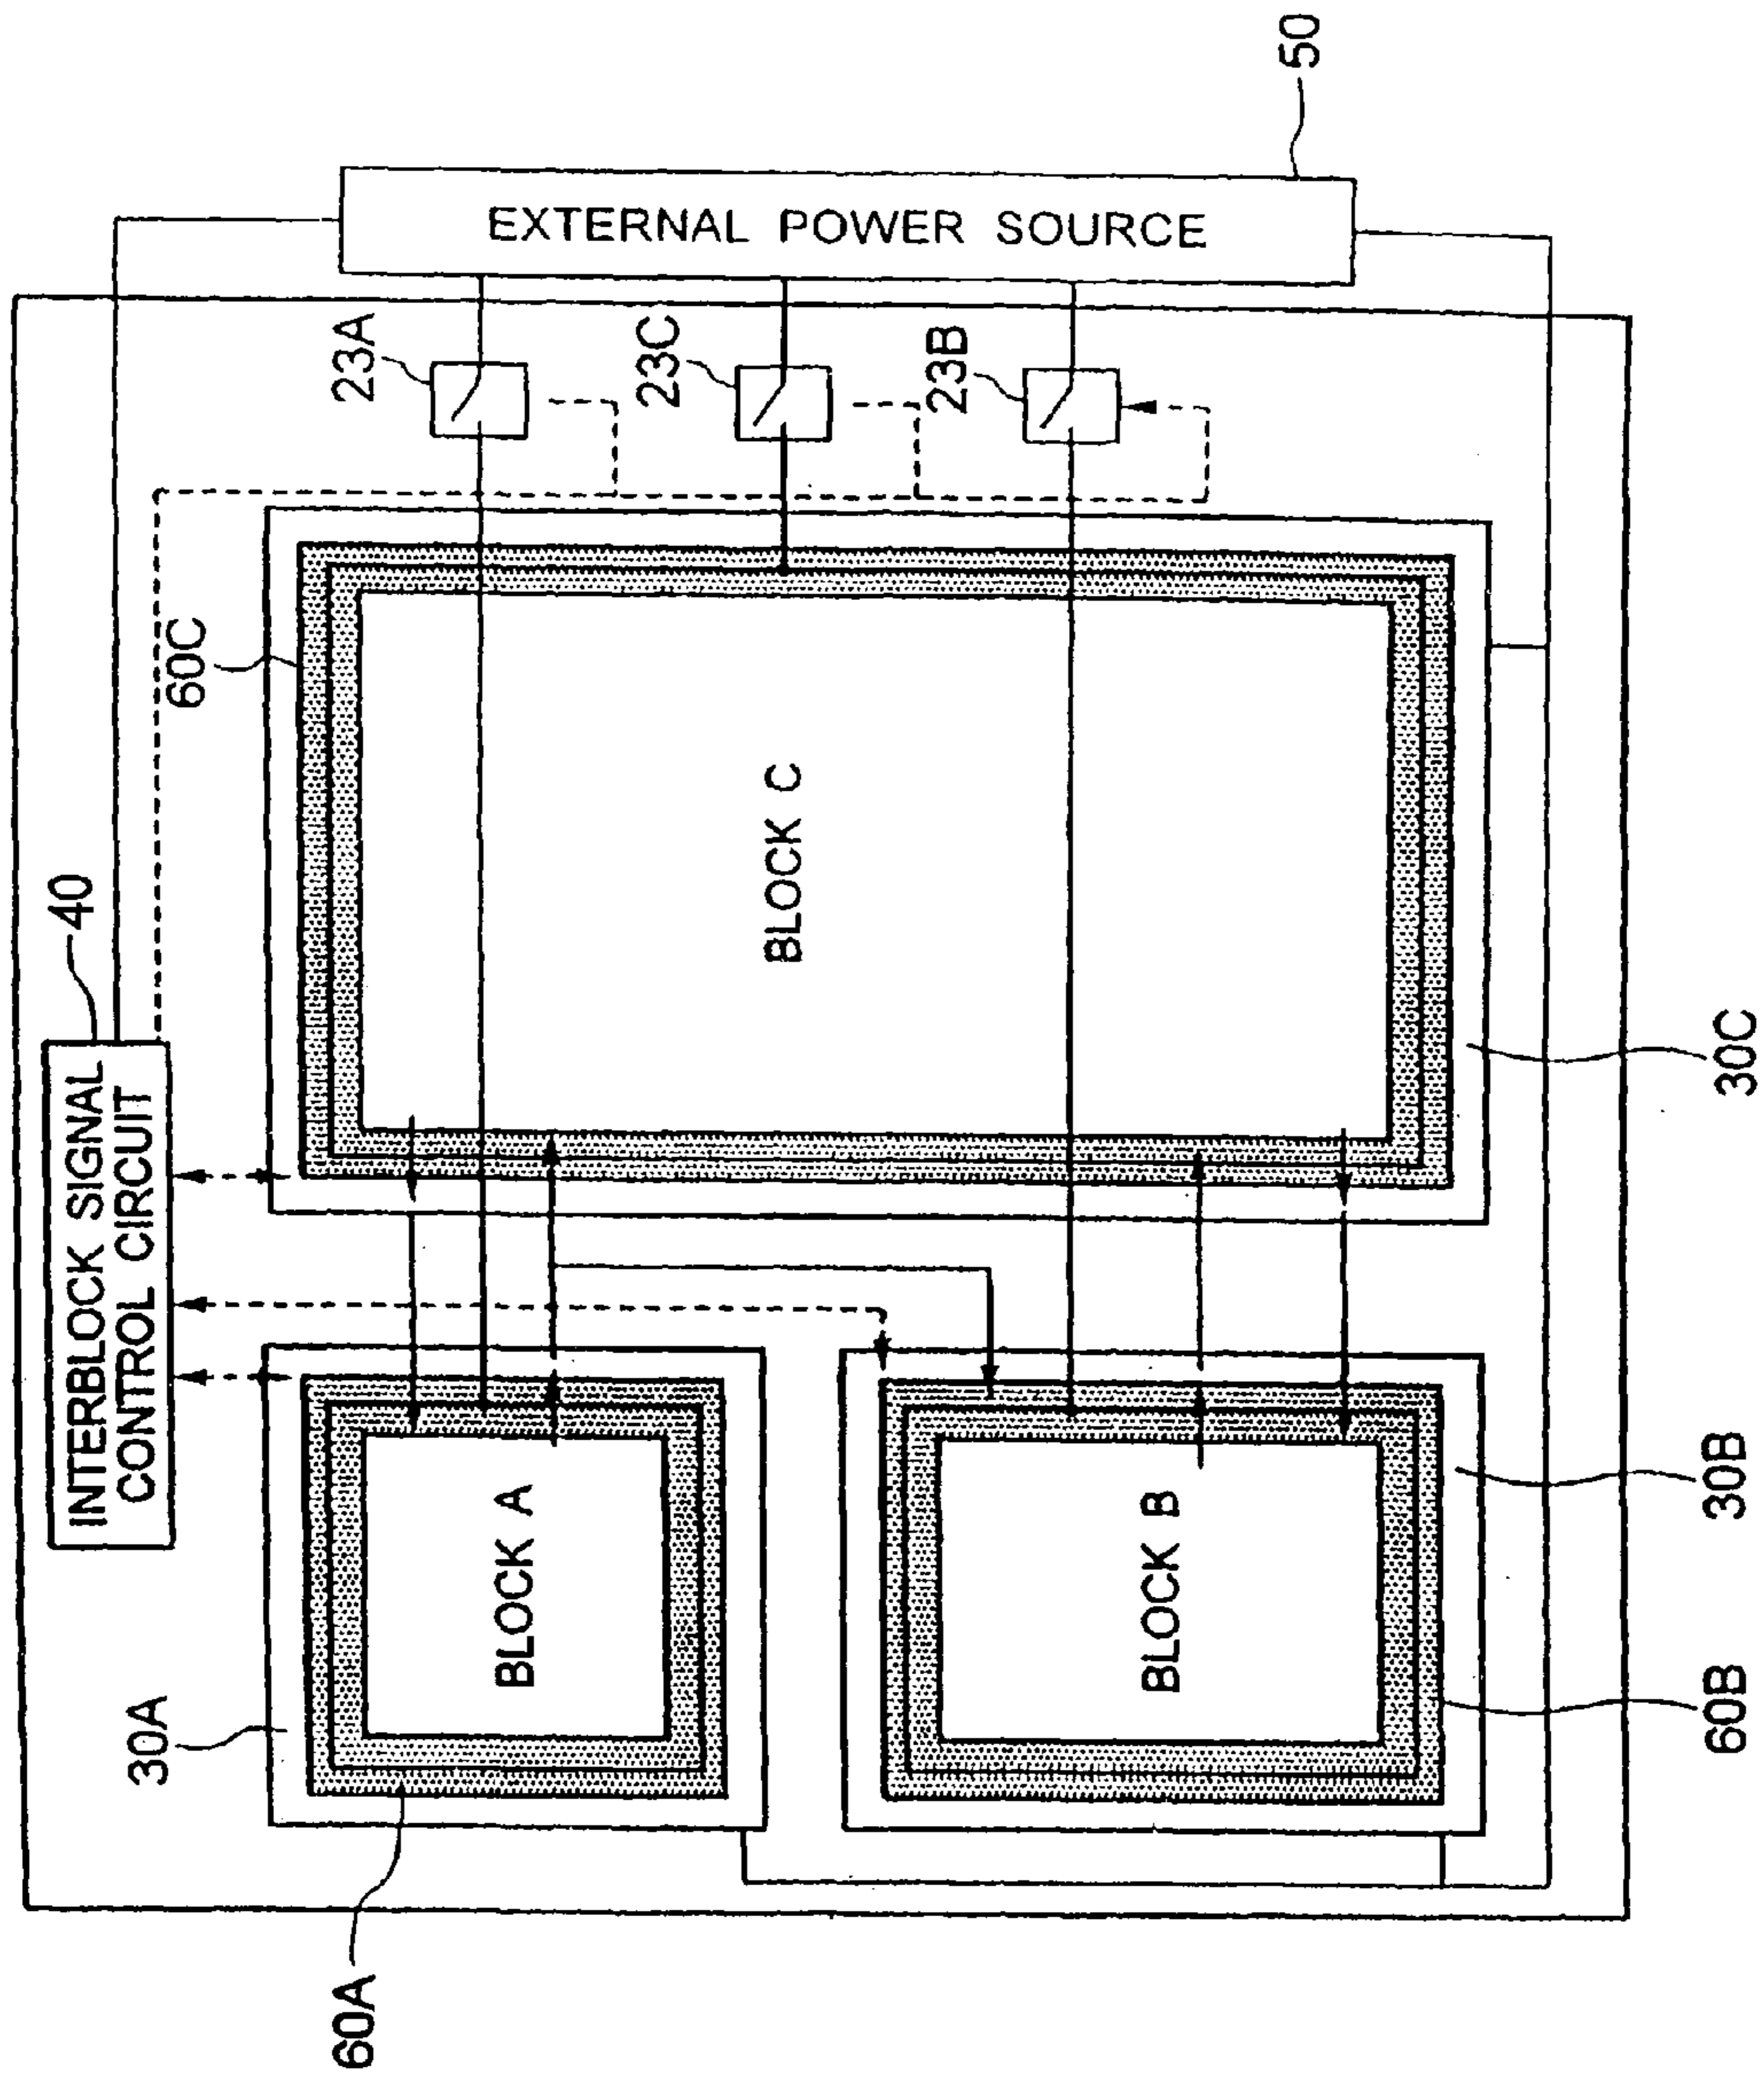 50
EXTERNAL POWER SOURCE
23A
23C
23B
60C
BLOCK C
40
INTERBLOCK SIGNAL
CONTROL CIRCUIT
30C
BLOCK A
BLOCK B
30B
30A
60B
60A